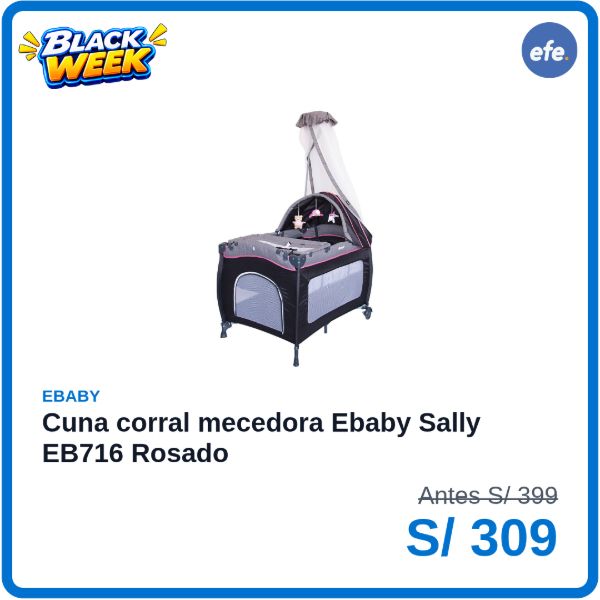 BLACK
WEEK
efe.
EBABY
Cuna corral mecedora Ebaby Sally
EB716 Rosado
Antes S/ 399
S/ 309